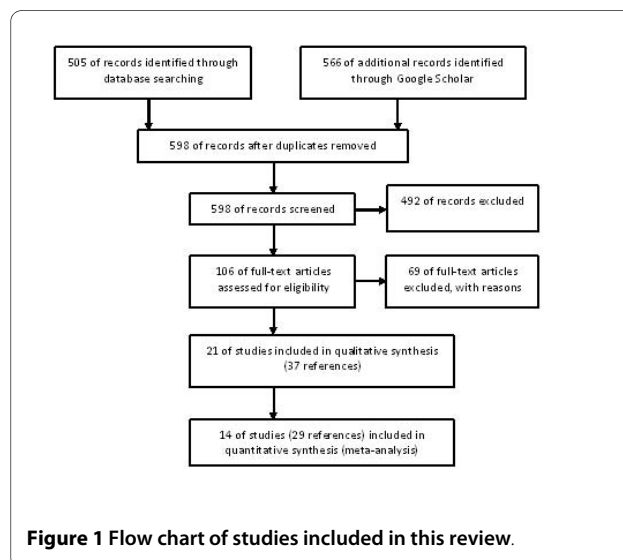 505 of records identified through
database searching
566 of additional records identified
through Google Scholar
598 of records after duplicates removed
598 of records screened
492 of records excluded
106 of full-text articles
assessed for eligibility
69 of full-text articles
excluded, with reasons
21 of studies included in qualitative synthesis
(37 references)
14 of studies (29 references) included in
quantitative synthesis (meta-analysis)
Figure 1 Flow chart of studies included in this review.